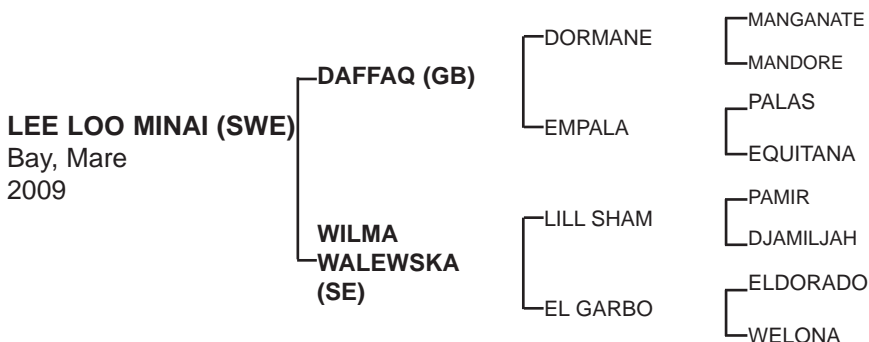 LEE LOO MINAI (SWE)
Bay, Mare
2009
DAFFAQ (GB)
WILMA
WALEWSKA
(SE)
DORMANE
EMPALA
LILL SHAM
EL GARBO
MANGANATE
MANDORE
PALAS
EQUITANA
PAMIR
DJAMILJAH
ELDORADO
WELONA